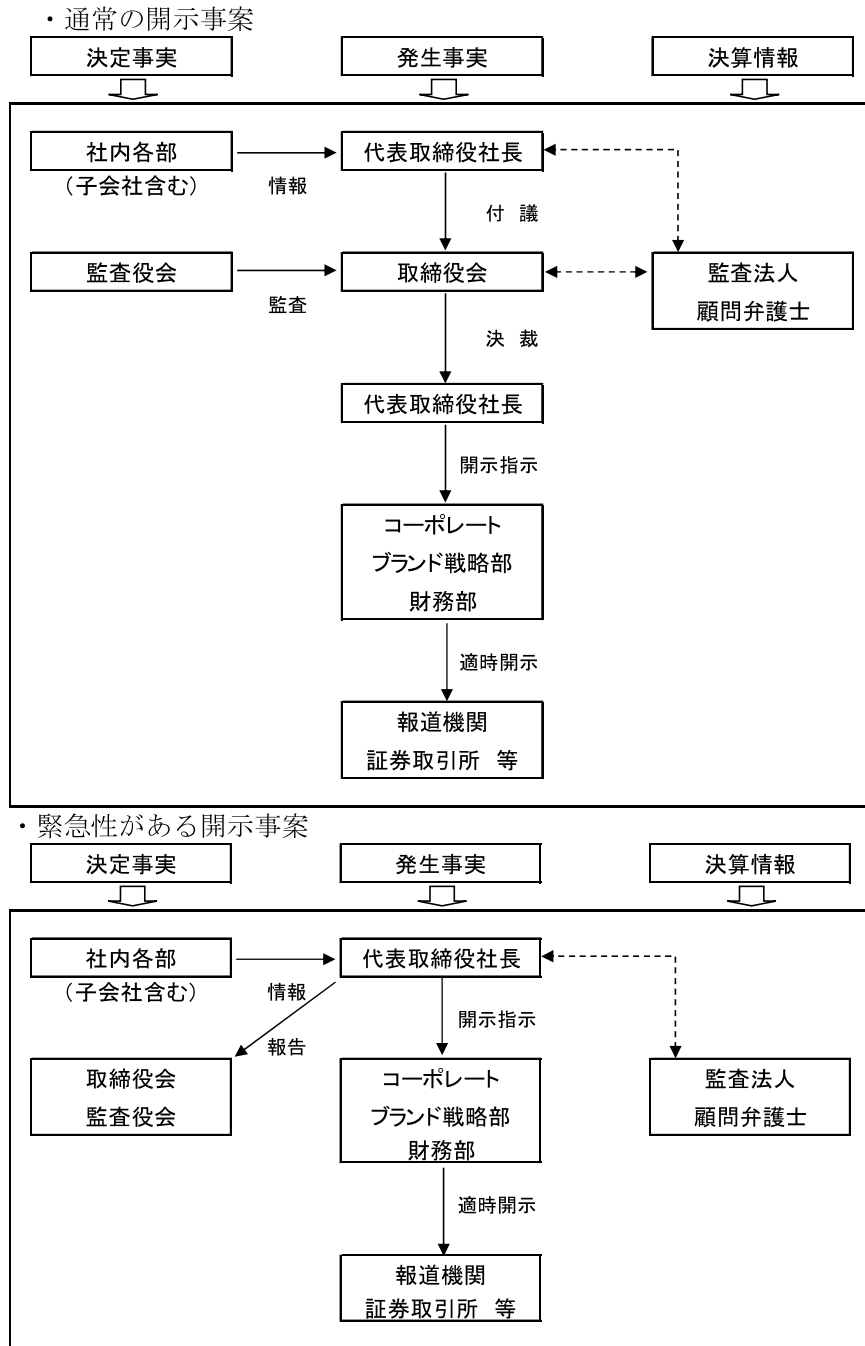 ・通常の開示事案
決定事実
発生事実
決算情報
社内各部
(子会社含む)
情報
代表取締役社長
付 議
監査役会
監査
取締役会
監査法人
顧問弁護士
決 裁
代表取締役社長
開示指示
コーポレート
ブランド戦略部
財務部
適時開示
報道機関
証券取引所 等
・緊急性がある開示事案
決定事実
発生事実
決算情報
社内各部
(子会社含む)
情報
代表取締役社長
開示指示
報告
取締役会
監査役会
コーポレート
ブランド戦略部
財務部
監査法人
顧問弁護士
適時開示
報道機関
証券取引所 等